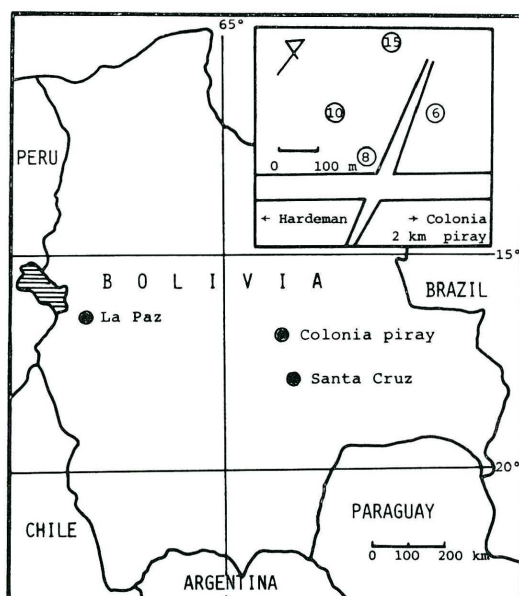 65°
15
10
6
8
0 100 m
← Hardeman → Colonia
2 km piray
PERU
15°
BOLIVIA
BRAZIL
La Paz
Colonia piray
Santa Cruz
20°
PARAGUAY
CHILE
0 100 200 km
ARGENTINA